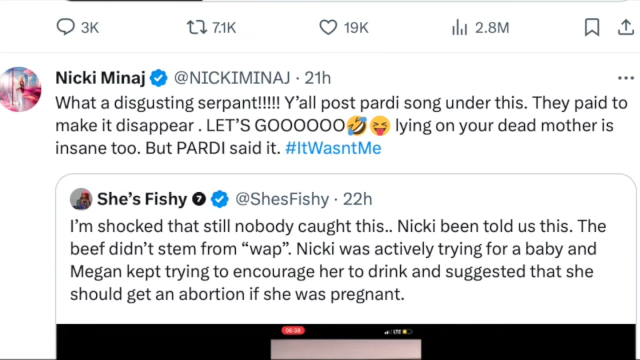 3K 7.1K 19K 2.8M
Nicki Minaj @NICKIMINAJ · 21h
What a disgusting serpant!!!!! Y’all post pardi song under this. They paid to
make it disappear . LET’S GOOOOOO🤣😝 lying on your dead mother is
insane too. But PARDI said it. #ItWasntMe
She’s Fishy ❼ @ShesFishy · 22h
I’m shocked that still nobody caught this.. Nicki been told us this. The
beef didn’t stem from “wap”. Nicki was actively trying for a baby and
Megan kept trying to encourage her to drink and suggested that she
should get an abortion if she was pregnant.
06:38 LTE